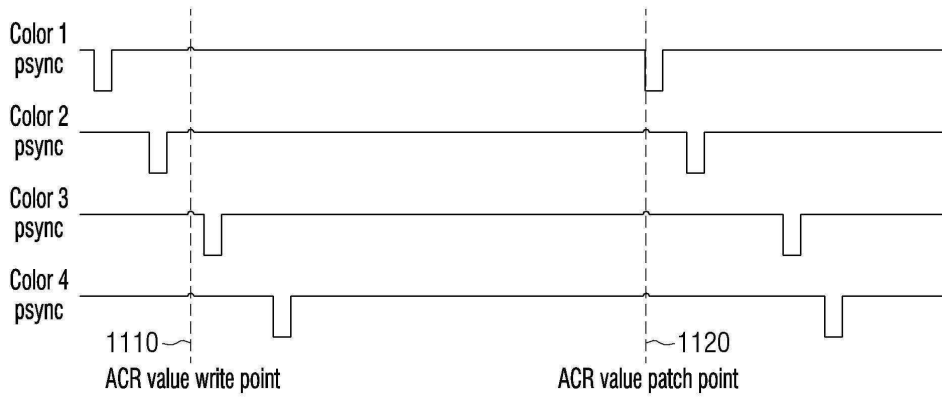 Color 1
psync
Color 2
psync
Color 3
psync
Color 4
psync
1110
1120
ACR value write point
ACR value patch point